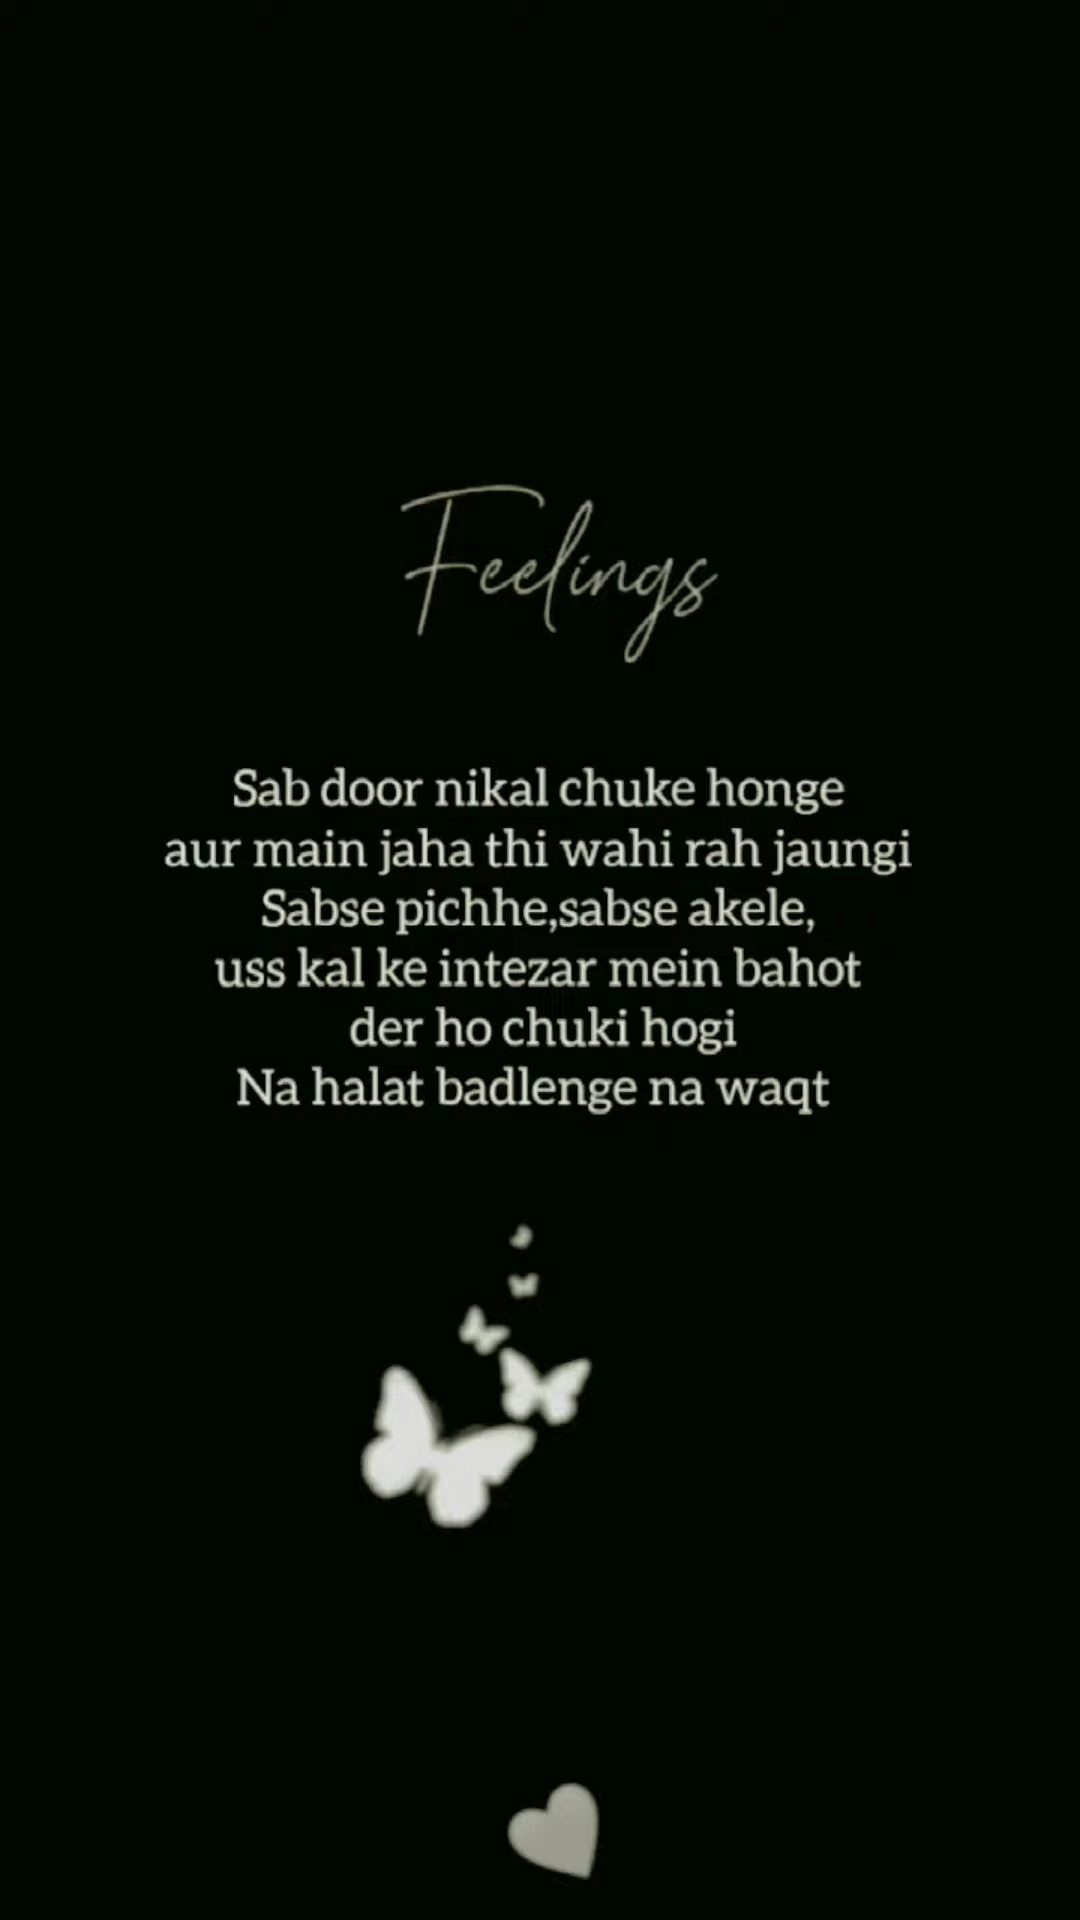 Feelings
Sab door nikal chuke honge
aur main jaha thi wahi rah jaungi
Sabse pichhe,sabse akele,
uss kal ke intezar mein bahot
der ho chuki hogi
Na halat badlenge na waqt